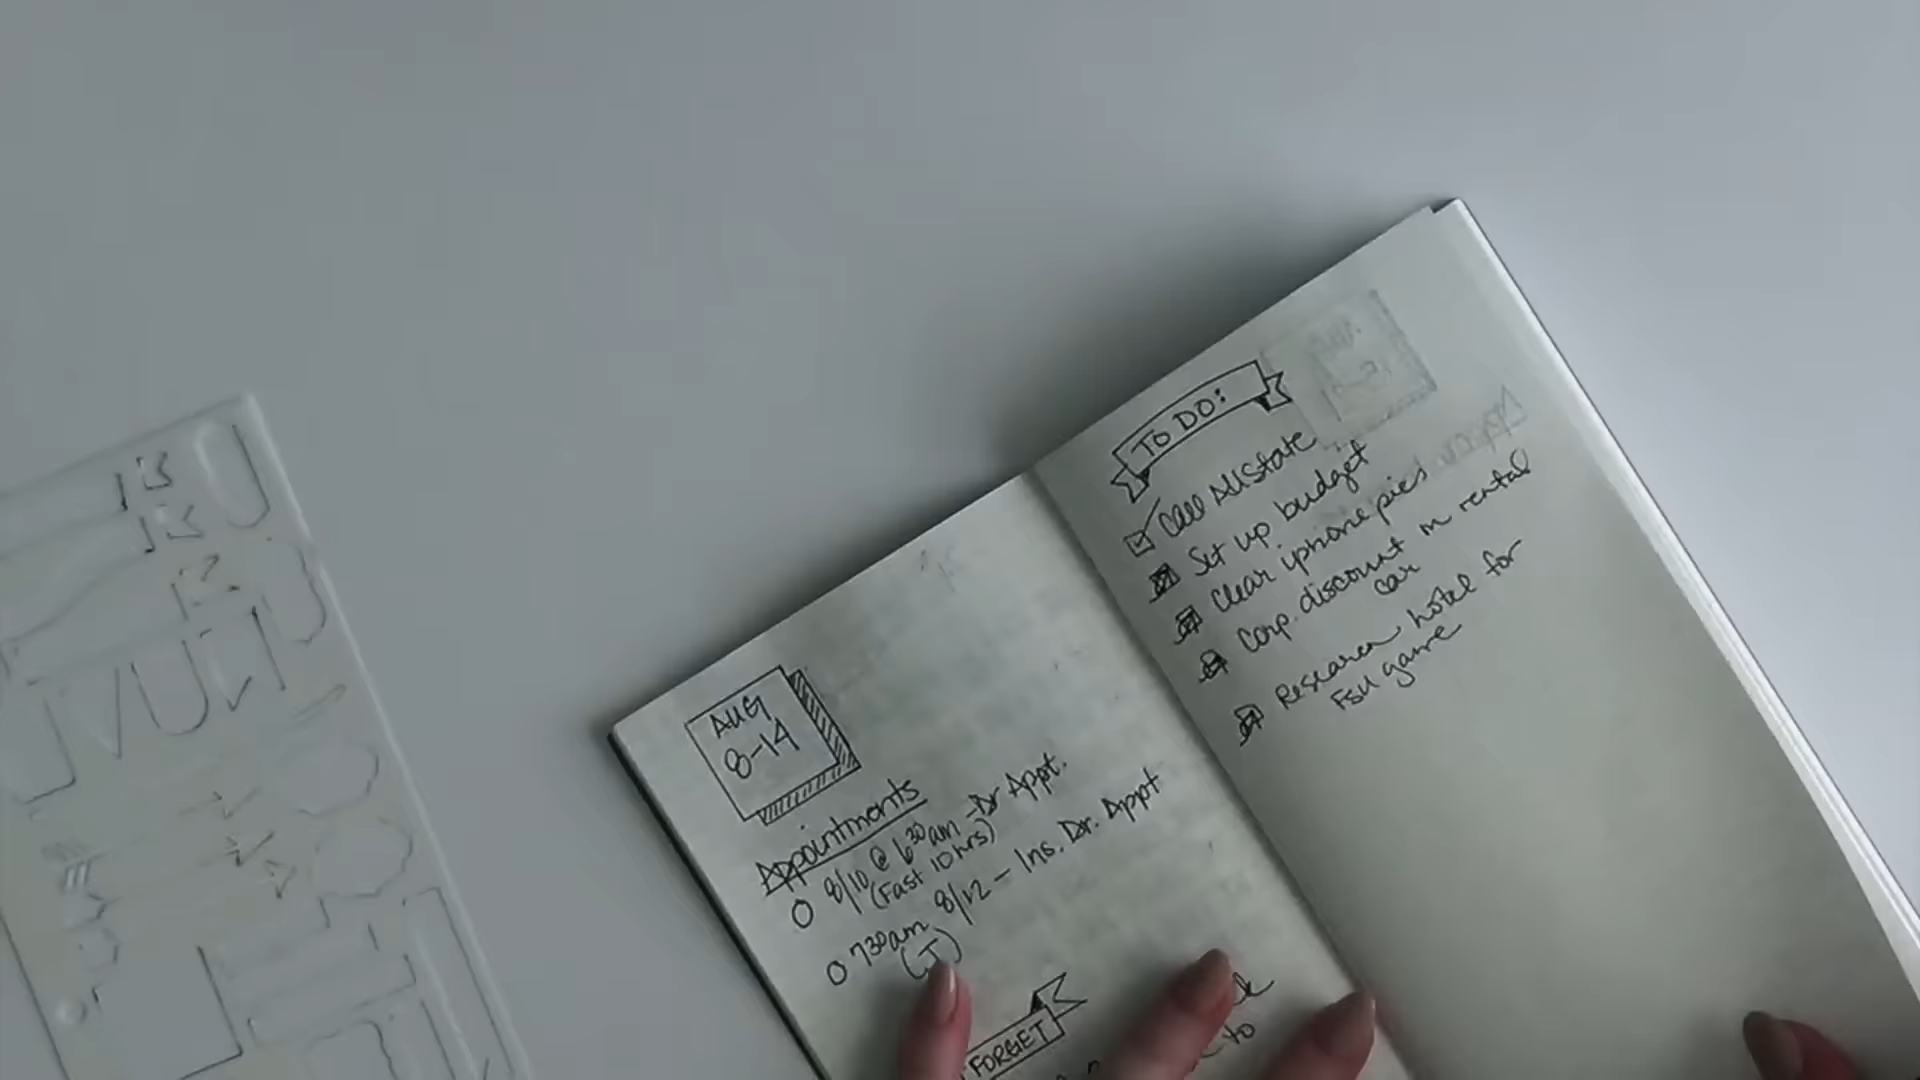 AUG
8-14
Appointments
8/10 @ 6 30 am - Dr Appt.
(Fast 10 hrs)
7 30 am 8/12 - Ins. Dr. Appt
(J)
FORGET
to
TO DO:
Call Allstate
Set up budget
Clear iphone pics
Corp. discount on rental
car
Research hotel for
FSU game